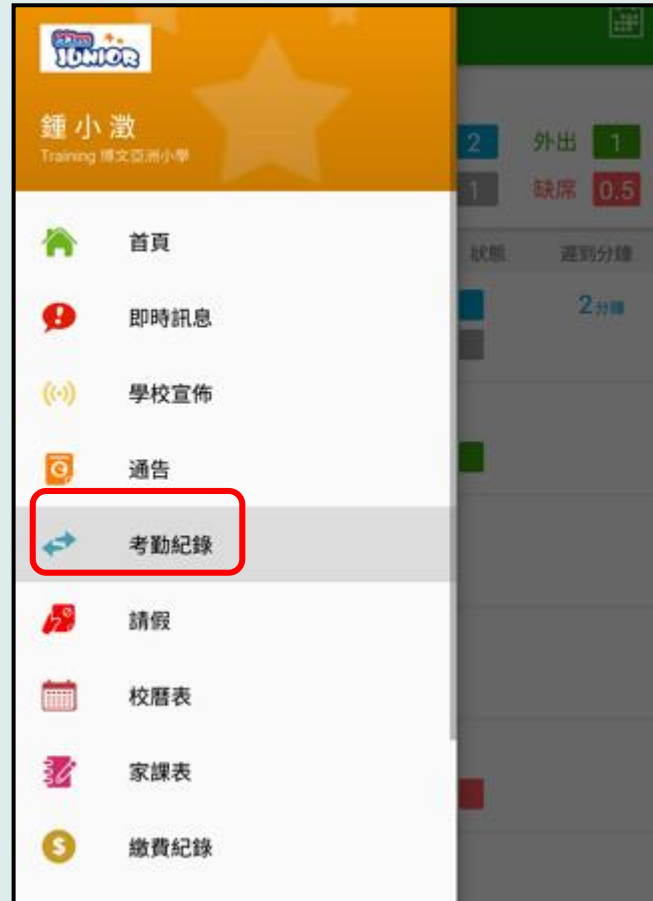 JUNIOR
鍾 小 澂
Training 博文亞洲小學
2 外出 1
1 缺席 0.5
狀態 遲到分鐘
2分鐘
首頁
即時訊息
學校宣佈
通告
考勤紀錄
請假
校曆表
家課表
繳費紀錄